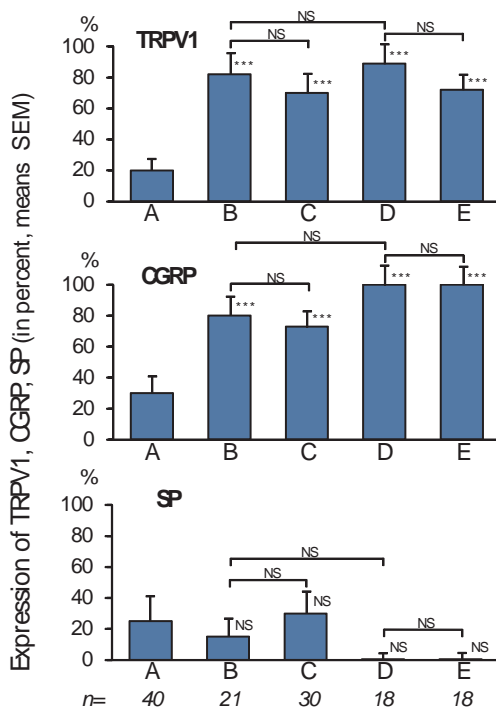 Expression of TRPV1, CGRP, SP (in percent, means SEM)
%
TRPV1
NS
NS
NS
100
80
60
40
20
0
***
***
***
***
A B C D E
%
CGRP
NS
NS
NS
100
80
60
40
20
0
***
***
***
***
A B C D E
%
SP
NS
NS
NS
100
80
60
40
20
0
NS
NS
NS
NS
A B C D E
n= 40 21 30 18 18